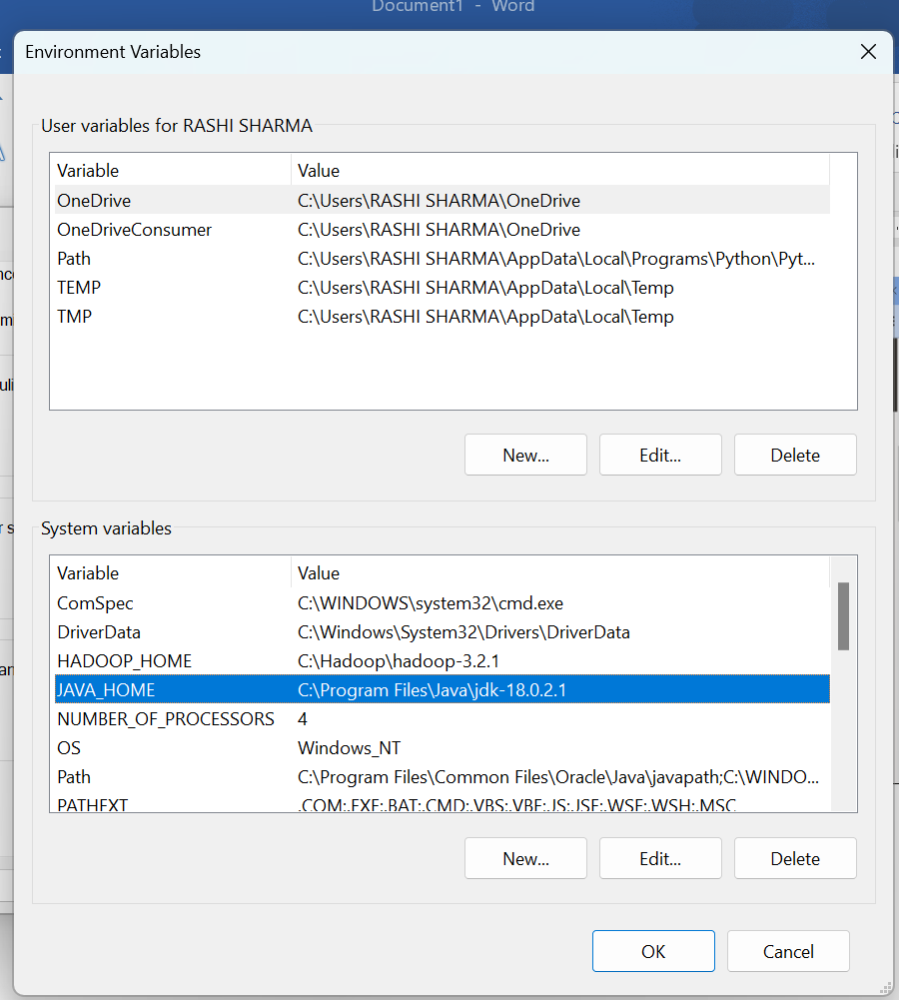 Document1 - Word
Environment Variables
User variables for RASHI SHARMA
Variable Value
OneDrive C:\Users\RASHI SHARMA\OneDrive
OneDriveConsumer C:\Users\RASHI SHARMA\OneDrive
Path C:\Users\RASHI SHARMA\AppData\Local\Programs\Python\Pyt...
TEMP C:\Users\RASHI SHARMA\AppData\Local\Temp
TMP C:\Users\RASHI SHARMA\AppData\Local\Temp
New... Edit... Delete
System variables
Variable Value
ComSpec C:\WINDOWS\system32\cmd.exe
DriverData C:\Windows\System32\Drivers\DriverData
HADOOP_HOME C:\Hadoop\hadoop-3.2.1
JAVA_HOME C:\Program Files\Java\jdk-18.0.2.1
NUMBER_OF_PROCESSORS 4
OS Windows_NT
Path C:\Program Files\Common Files\Oracle\Java\javapath;C:\WINDO...
PATHEXT .COM;.EXE;.BAT;.CMD;.VBS;.VBE;.JS;.JSE;.WSF;.WSH;.MSC
New... Edit... Delete
OK Cancel